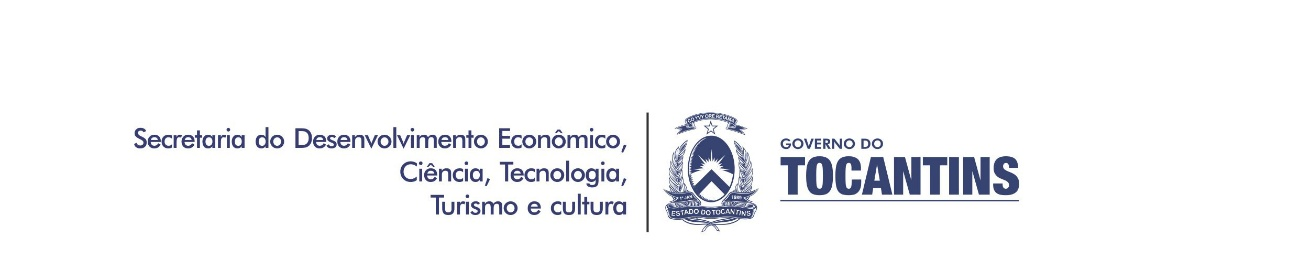 Secretaria do Desenvolvimento Econômico,
Ciência, Tecnologia,
Turismo e cultura
ESTADO DO TOCANTINS
GOVERNO DO
TOCANTINS